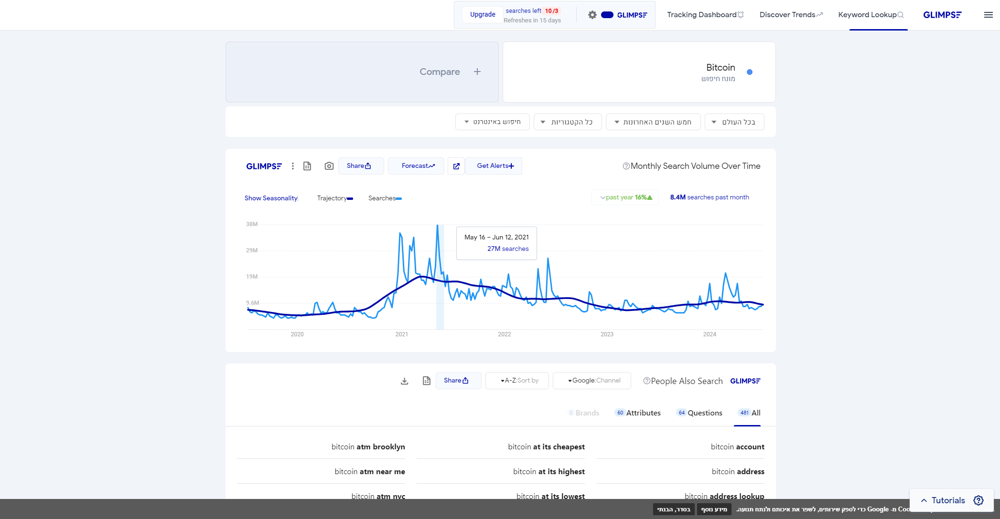 Upgrade
searches left 10/3
Refreshes in 15 days
GLIMPSE
Tracking Dashboard
Discover Trends
Keyword Lookup
GLIMPSE
Compare
Bitcoin
מונח חיפוש
בכל העולם
חמש השנים האחרונות
כל הקטגוריות
חיפוש באינטרנט
GLIMPSE
Share
Forecast
Get Alerts
Monthly Search Volume Over Time
Show Seasonality
Trajectory
Searches
past year 16%
8.4M searches past month
38M
29M
19M
9.6M
May 16 – Jun 12, 2021
27M searches
2020 2021 2022 2023 2024
Share
A-Z:Sort by
Google:Channel
People Also Search
GLIMPSE
0 Brands
60 Attributes
64 Questions
481 All
bitcoin atm brooklyn
bitcoin at its cheapest
bitcoin account
bitcoin atm near me
bitcoin at its highest
bitcoin address
bitcoin atm nyc
bitcoin at its lowest
bitcoin address lookup
מ- Google כדי לספק שירותים, לשפר את איכותם ולנתח תנועה.
מידע נוסף
בסדר, הבנתי
Tutorials